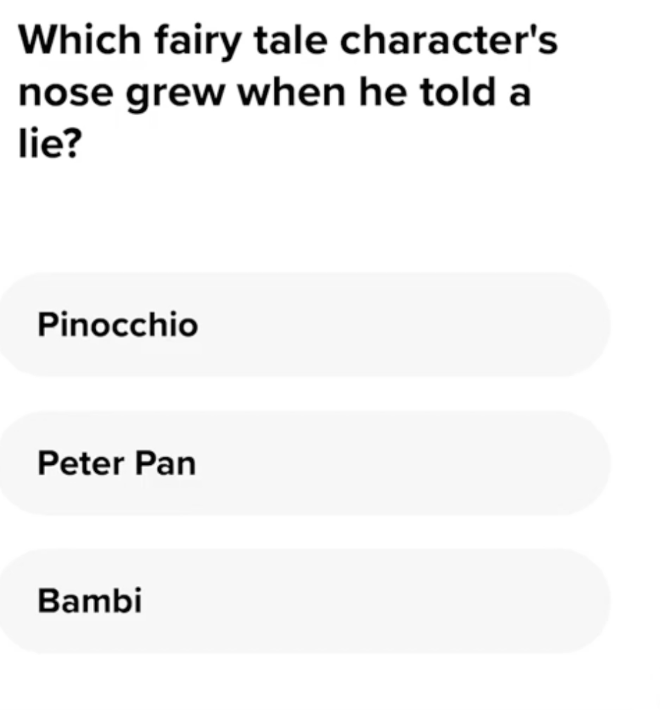 Which fairy tale character's
nose grew when he told a
lie?
Pinocchio
Peter Pan
Bambi